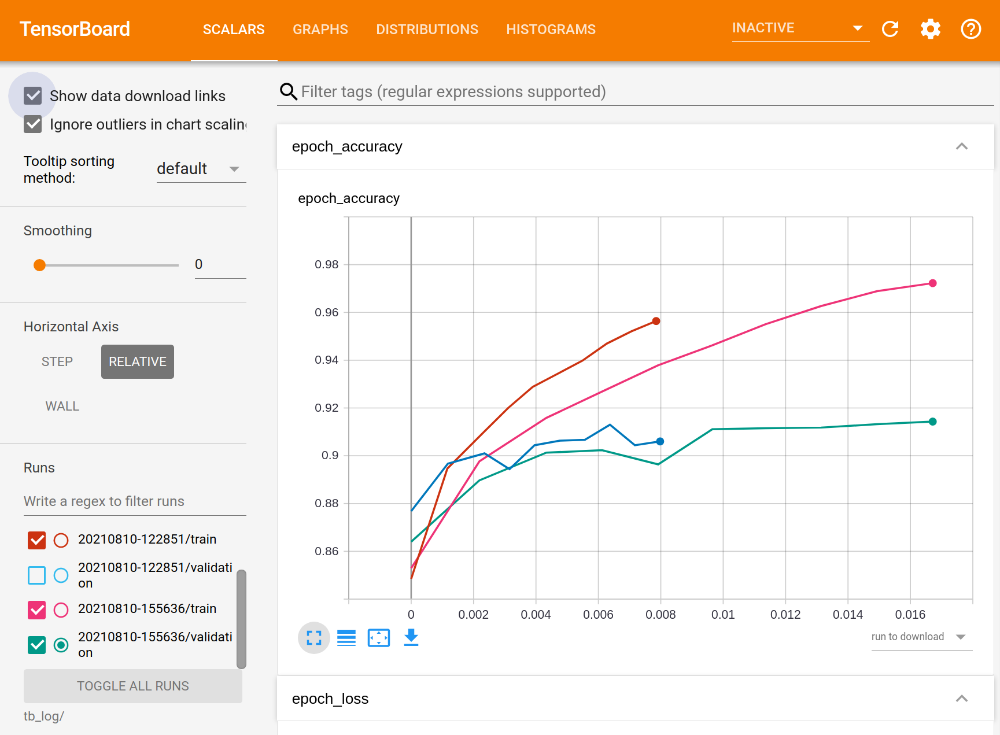 TensorBoard
SCALARS
GRAPHS
DISTRIBUTIONS
HISTOGRAMS
INACTIVE
Show data download links
Ignore outliers in chart scaling
Tooltip sorting
method:
default
Smoothing
0
Horizontal Axis
STEP
RELATIVE
WALL
Runs
Write a regex to filter runs
20210810-122851/train
20210810-122851/validati
on
20210810-155636/train
20210810-155636/validati
on
TOGGLE ALL RUNS
tb_log/
Filter tags (regular expressions supported)
epoch_accuracy
epoch_accuracy
0.98
0.96
0.94
0.92
0.9
0.88
0.86
0
0.002
0.004
0.006
0.008
0.01
0.012
0.014
0.016
run to download
epoch_loss